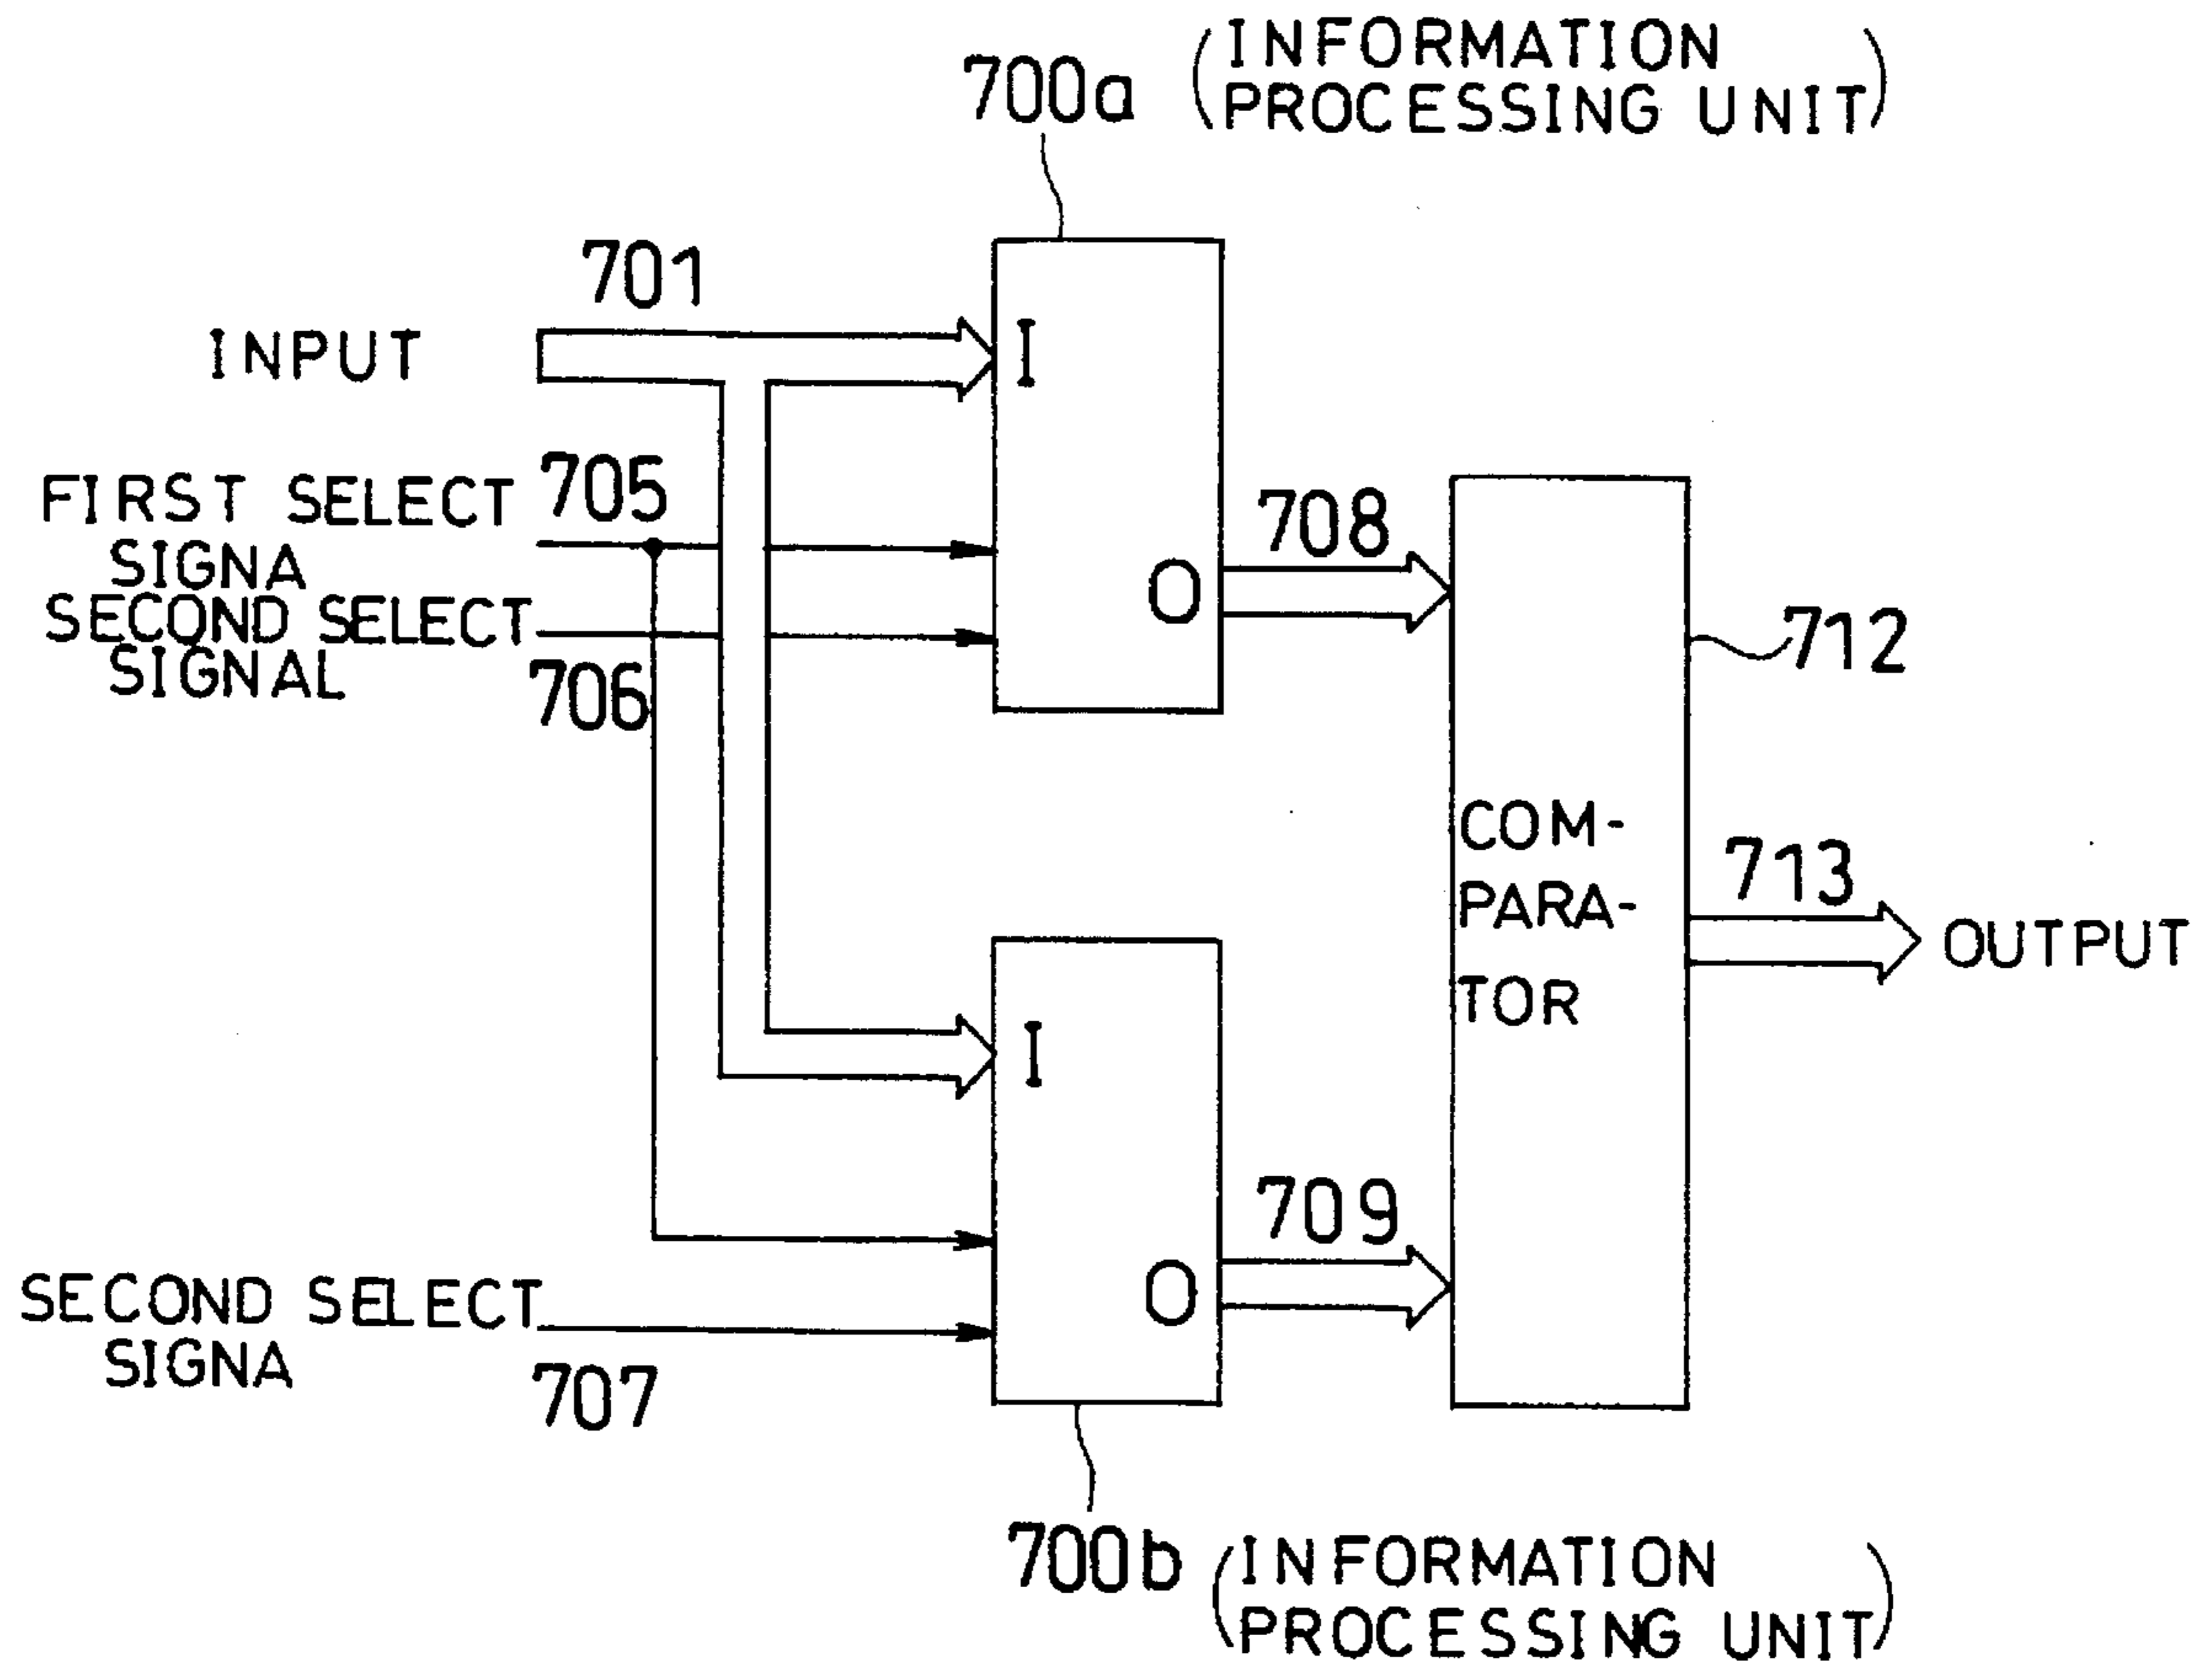 700a (INFORMATION
PROCESSING UNIT)
701
INPUT
I
FIRST SELECT
SIGNA
705
SECOND SELECT
SIGNAL
706
O
708
712
COM-
PARA-
TOR
713
OUTPUT
I
709
O
SECOND SELECT
SIGNA
707
700b (INFORMATION
PROCESSING UNIT)